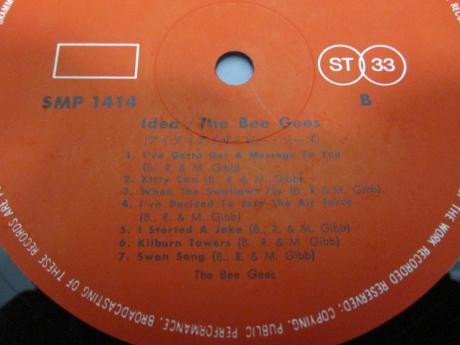 ST 33
SMP 1414
B
Idea / The Bee Gees
(アイディア/ザ・ビー・ジーズ)
1. I've Gotta Get A Message To You
(B., R. & M. Gibb)
2. Kitty Can (B., R. & M. Gibb)
3. When The Swallows Fly (B., R. & M. Gibb)
4. I've Decided To Join The Air Force
(B., R. & M. Gibb)
5. I Started A Joke (B., R. & M. Gibb)
6. Kilburn Towers (B., R. & M. Gibb)
7. Swan Song (B., R. & M. Gibb)
The Bee Gees
THE WORK RECORDED RESERVED: COPYING, PUBLIC PERFORMANCE, BROADCASTING OF THESE RECORDS ARE